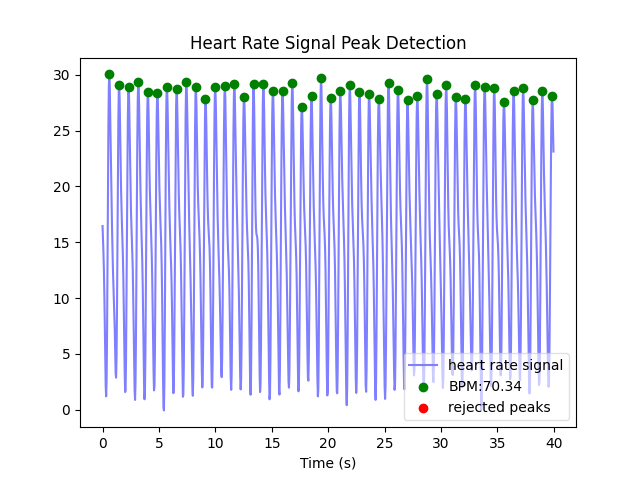 Heart Rate Signal Peak Detection
30
25
20
15
10
5
0
heart rate signal
BPM:70.34
rejected peaks
0 5 10 15 20 25 30 35 40
Time (s)